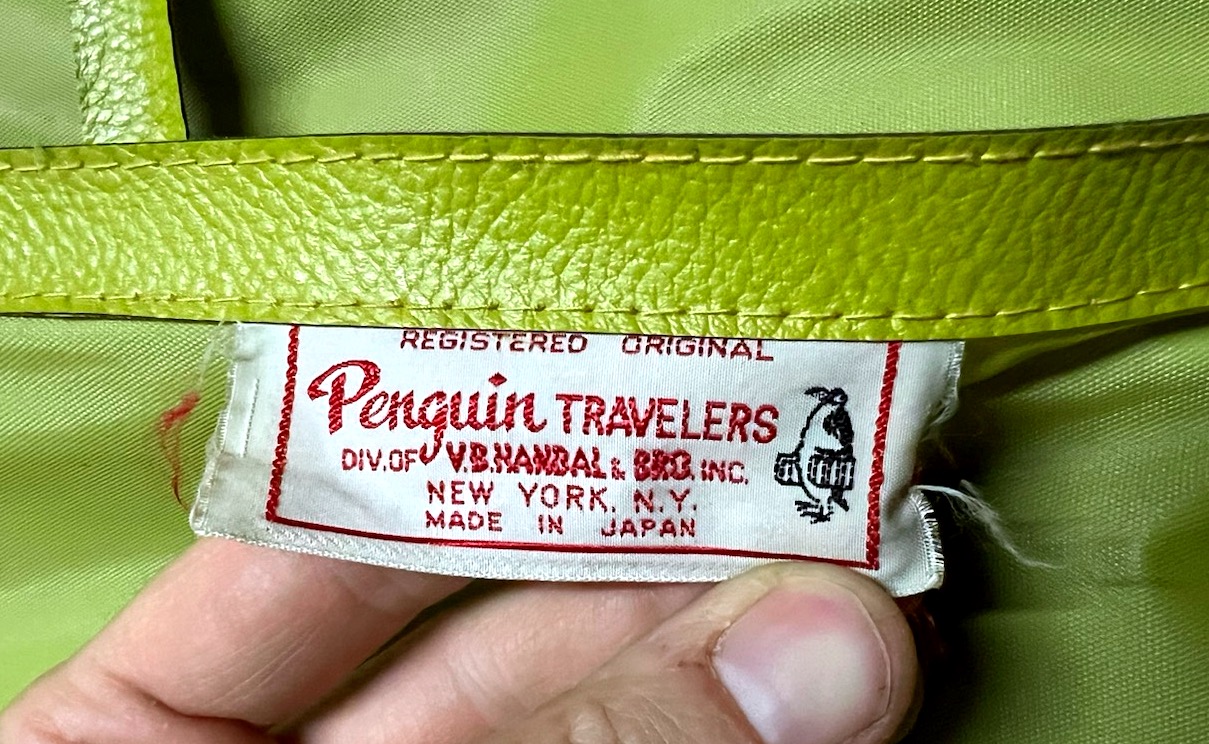 REGISTERED ORIGINAL
Penguin TRAVELERS
DIV.OF V.B.HANDAL & BRO. INC.
NEW YORK, N.Y.
MADE IN JAPAN